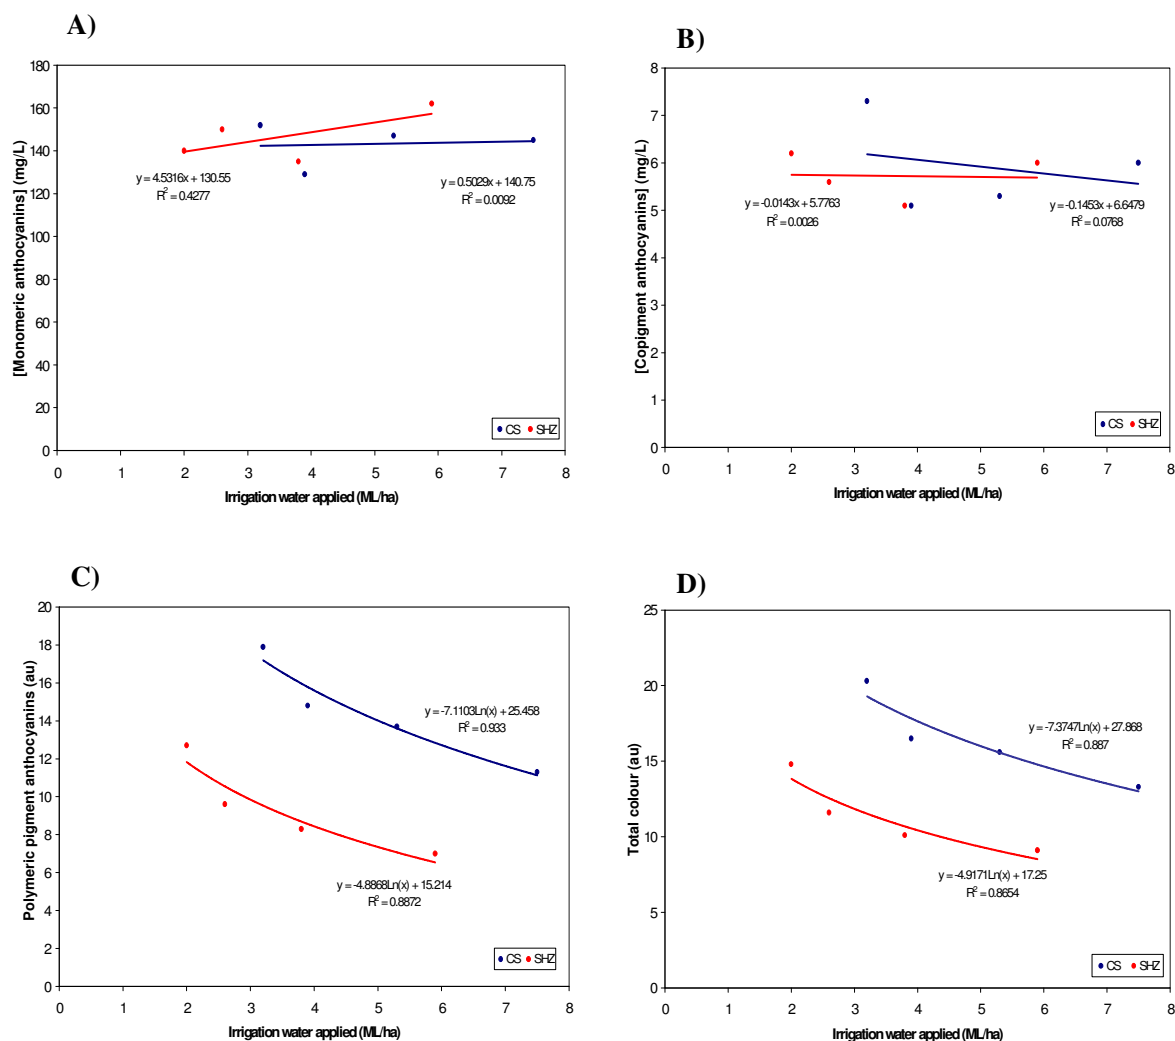 A)
180
160
140
120
100
80
60
40
20
0
[Monomeric anthocyanins] (mg/L)
y = 4.5316x + 130.55
R² = 0.4277
y = 0.5029x + 140.75
R² = 0.0092
CS SHZ
0 1 2 3 4 5 6 7 8
Irrigation water applied (ML/ha)
B)
8
7
6
5
4
3
2
1
0
[Copigment anthocyanins] (mg/L)
y = -0.0143x + 5.7763
R² = 0.0026
y = -0.1453x + 6.6479
R² = 0.0768
CS SHZ
0 1 2 3 4 5 6 7 8
Irrigation water applied (ML/ha)
C)
20
18
16
14
12
10
8
6
4
2
0
Polymeric pigment anthocyanins (au)
y = -7.1103Ln(x) + 25.458
R² = 0.933
y = -4.8868Ln(x) + 15.214
R² = 0.8872
CS SHZ
0 1 2 3 4 5 6 7 8
Irrigation water applied (ML/ha)
D)
25
20
15
10
5
0
Total colour (au)
y = -7.3747Ln(x) + 27.868
R² = 0.887
y = -4.9171Ln(x) + 17.25
R² = 0.8654
CS SHZ
0 1 2 3 4 5 6 7 8
Irrigation water applied (ML/ha)